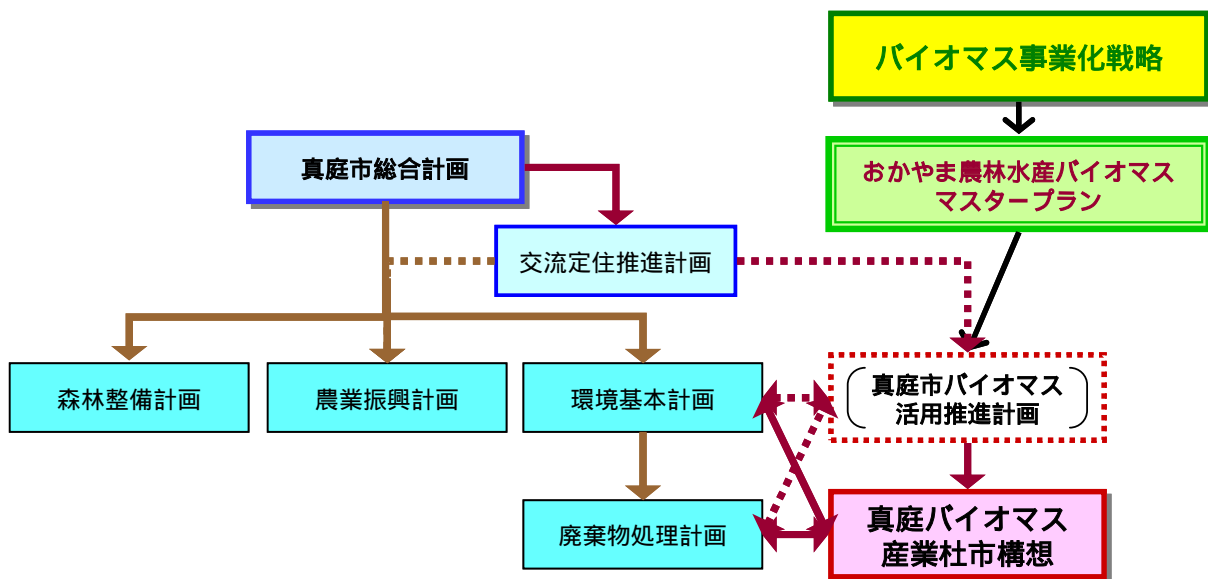 バイオマス事業化戦略
真庭市総合計画
おかやま農林水産バイオマス
マスタープラン
交流定住推進計画
森林整備計画
農業振興計画
環境基本計画
真庭市バイオマス
活用推進計画
廃棄物処理計画
真庭バイオマス
産業杜市構想